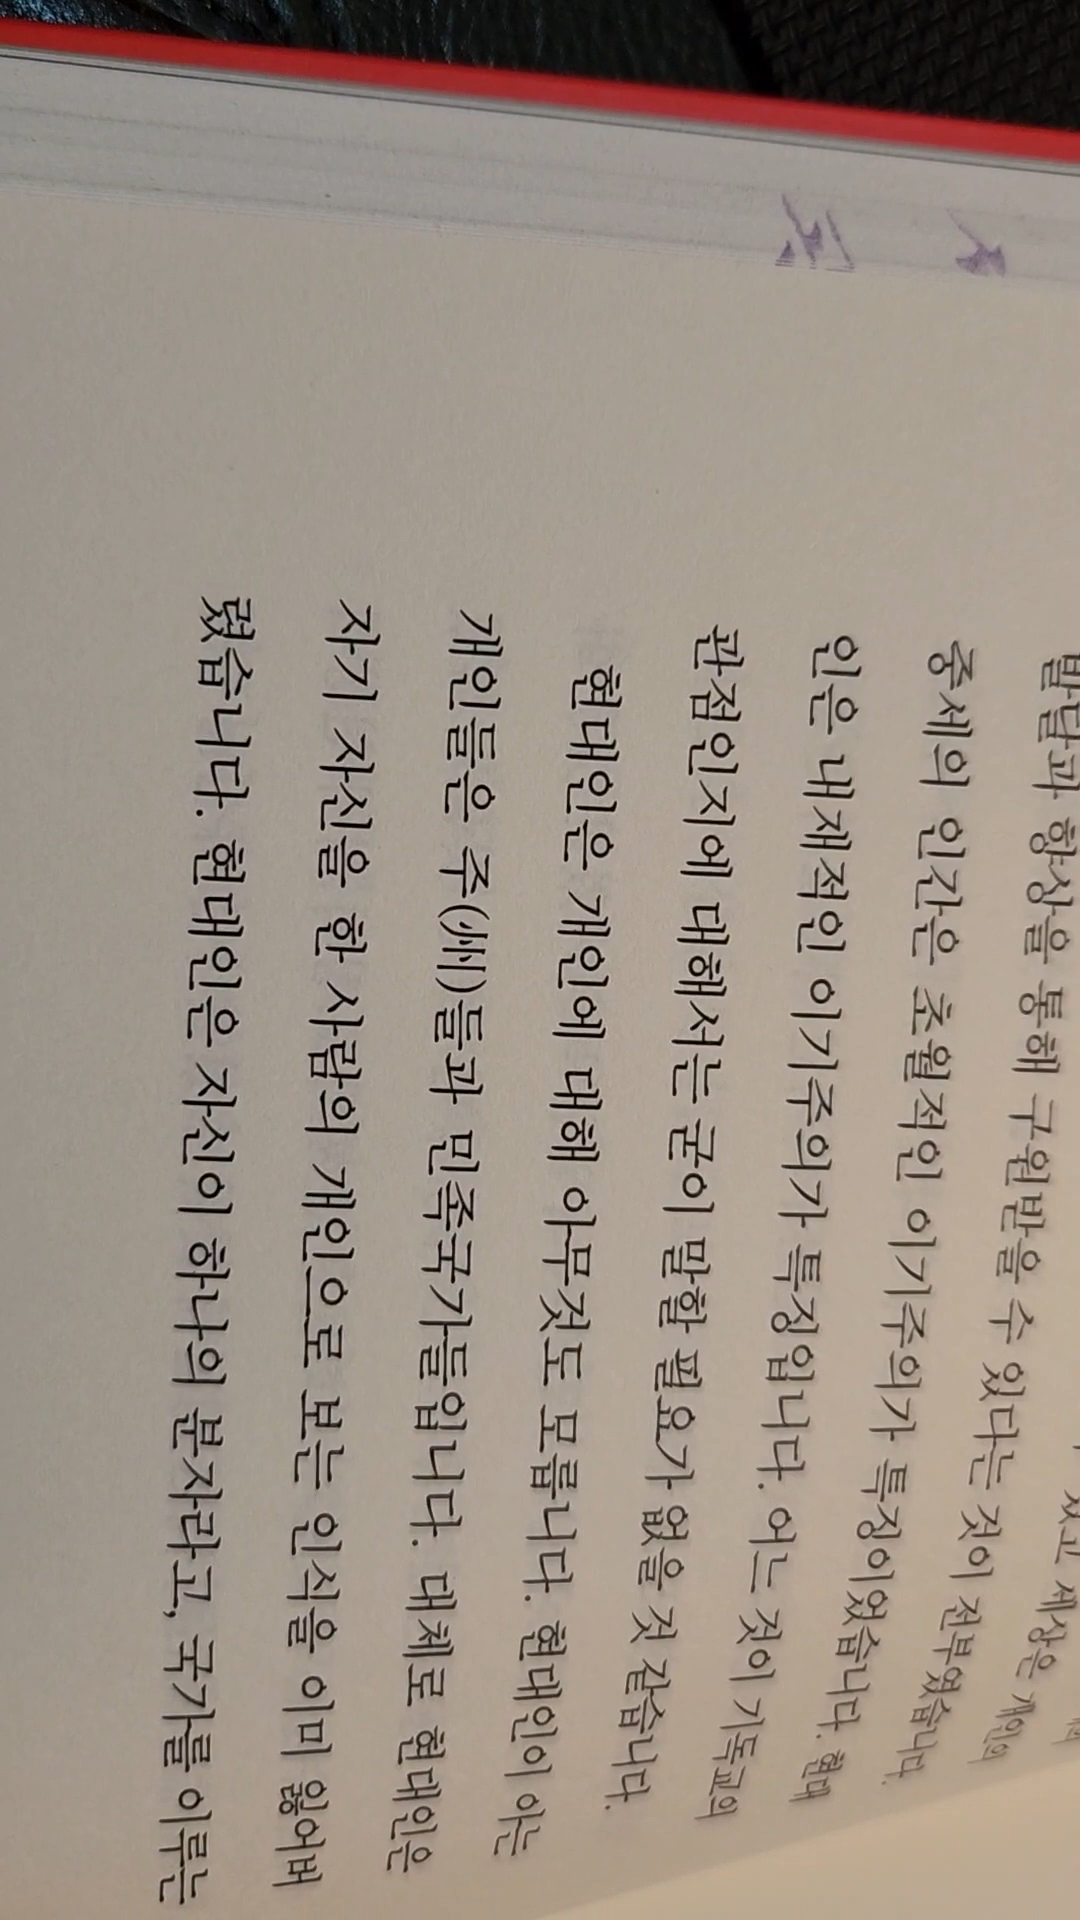 있고 세상은 개인의
발달과 향상을 통해 구원받을 수 있다는 것이 전부였습니다.
중세의 인간은 초월적인 이기주의가 특징이었습니다. 현대
인은 내재적인 이기주의가 특징입니다. 어느 것이 기독교의
관점인지에 대해서는 굳이 말할 필요가 없을 것 같습니다.
현대인은 개인에 대해 아무것도 모릅니다. 현대인이 아는
개인들은 주(州)들과 민족국가들입니다. 대체로 현대인은
자기 자신을 한 사람의 개인으로 보는 인식을 이미 잃어버
렸습니다. 현대인은 자신이 하나의 분자라고, 국가를 이루는